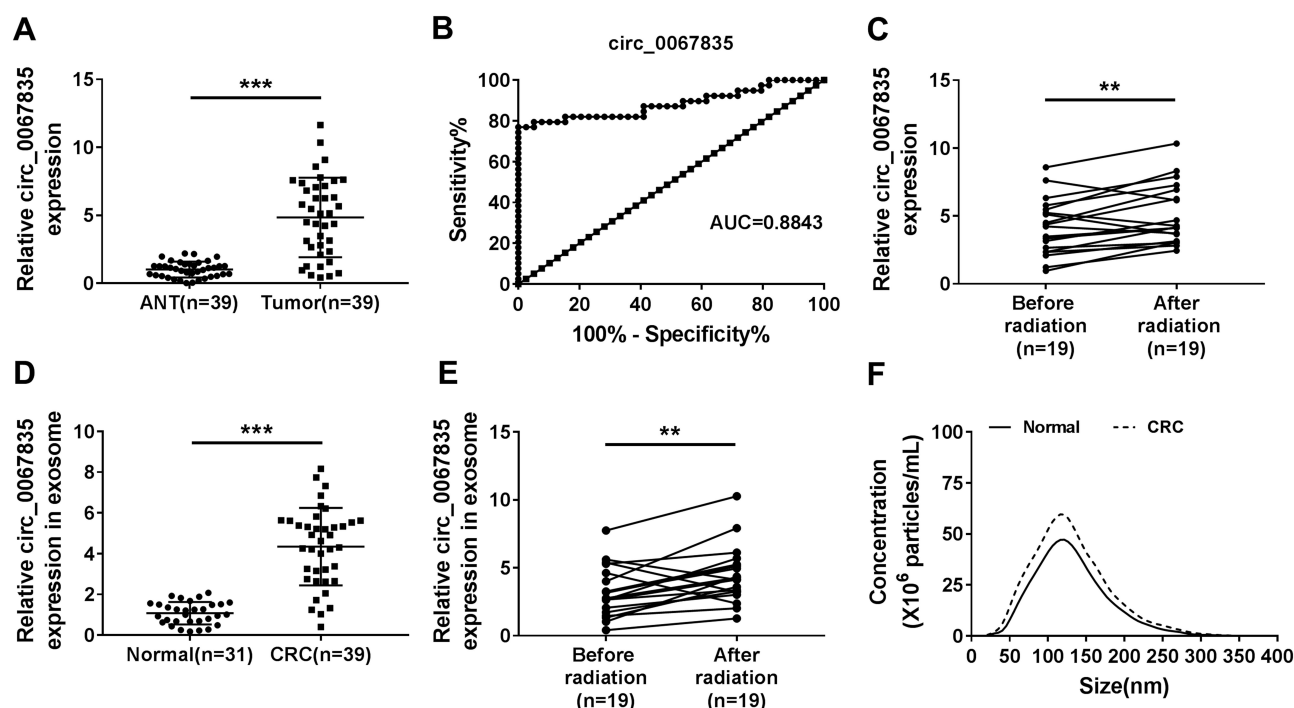 A
Relative circ_0067835
expression
15
10
5
0
***
ANT(n=39)
Tumor(n=39)
B
circ_0067835
Sensitivity%
100
80
60
40
20
0
AUC=0.8843
0 20 40 60 80 100
100% - Specificity%
C
Relative circ_0067835
expression
15
10
5
0
**
Before
radiation
(n=19)
After
radiation
(n=19)
D
Relative circ_0067835
expression in exosome
10
8
6
4
2
0
***
Normal(n=31)
CRC(n=39)
E
Relative circ_0067835
expression in exosome
15
10
5
0
**
Before
radiation
(n=19)
After
radiation
(n=19)
F
Concentration
(X10⁶ particles/mL)
Normal
CRC
100
75
50
25
0
0 50 100 150 200 250 300 350 400
Size(nm)